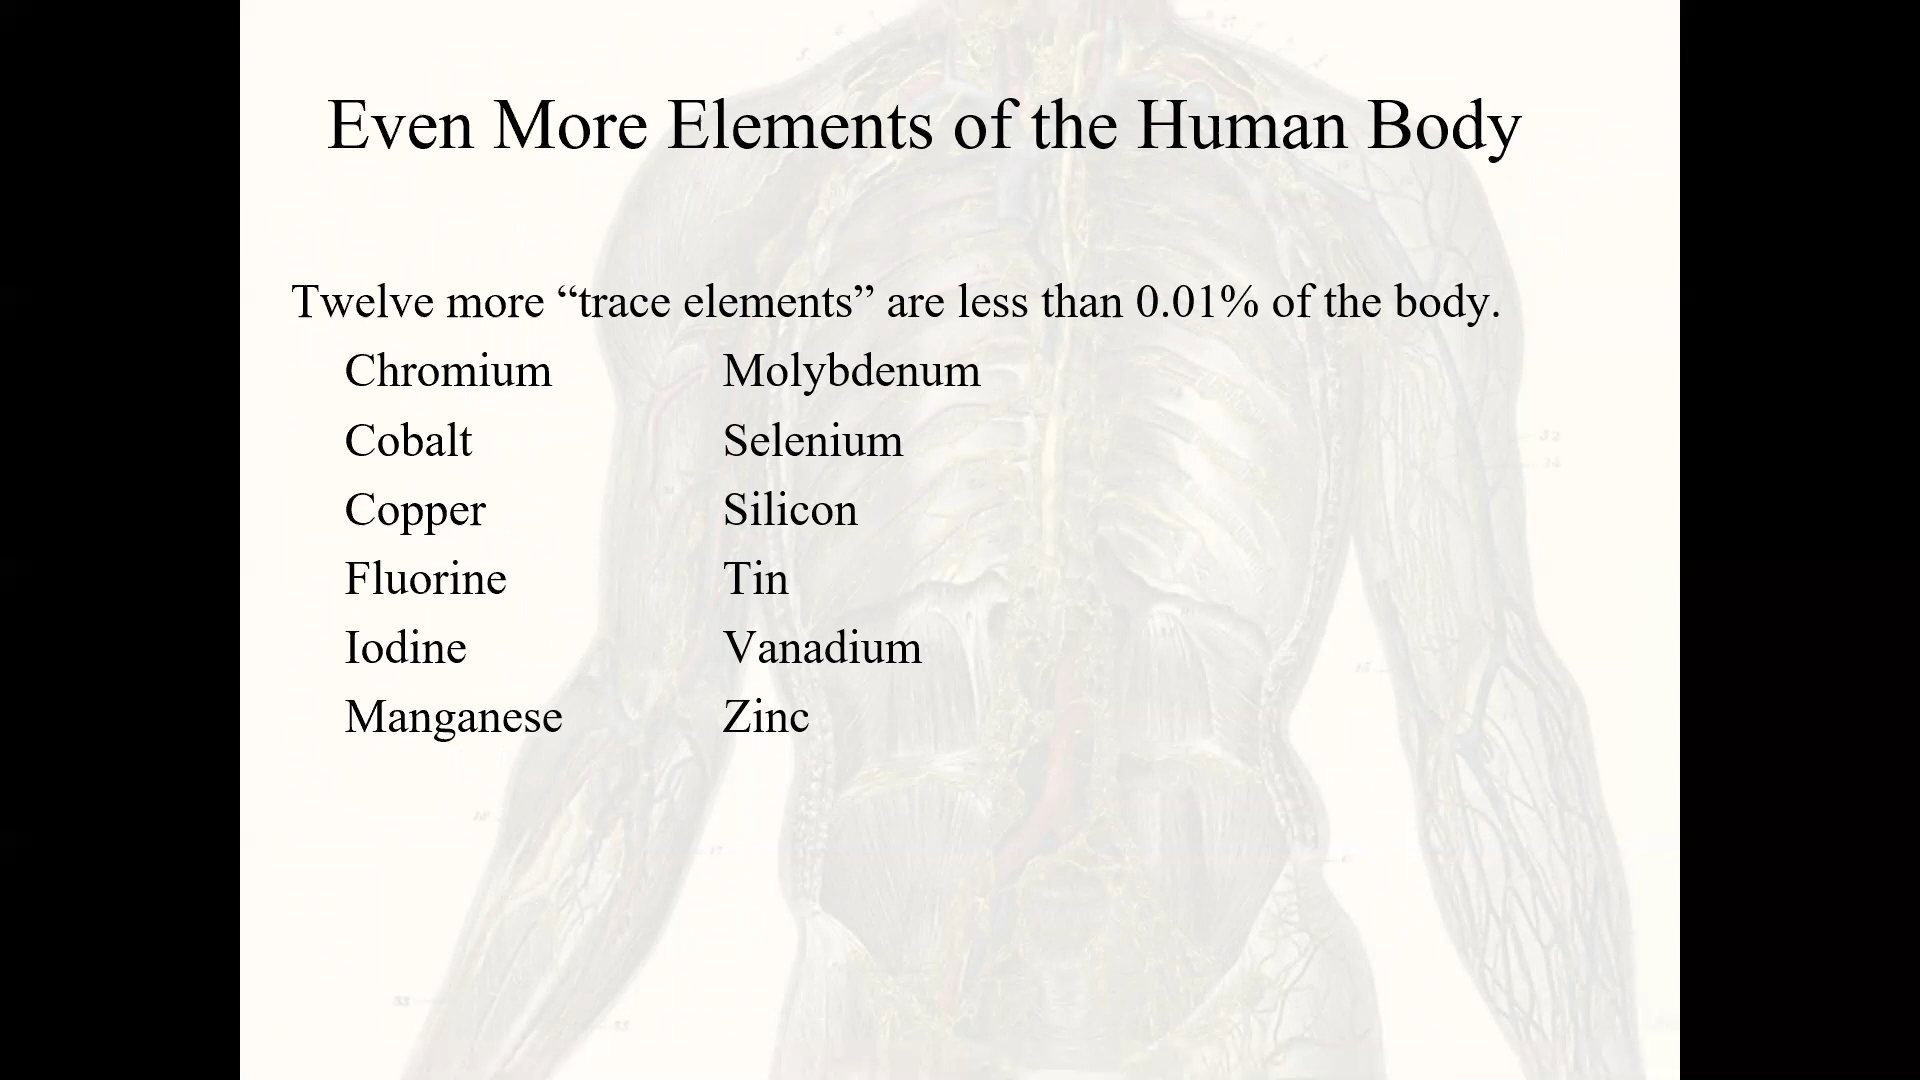 Even More Elements of the Human Body
Twelve more “trace elements” are less than 0.01% of the body.
Chromium
Cobalt
Copper
Fluorine
Iodine
Manganese
Molybdenum
Selenium
Silicon
Tin
Vanadium
Zinc